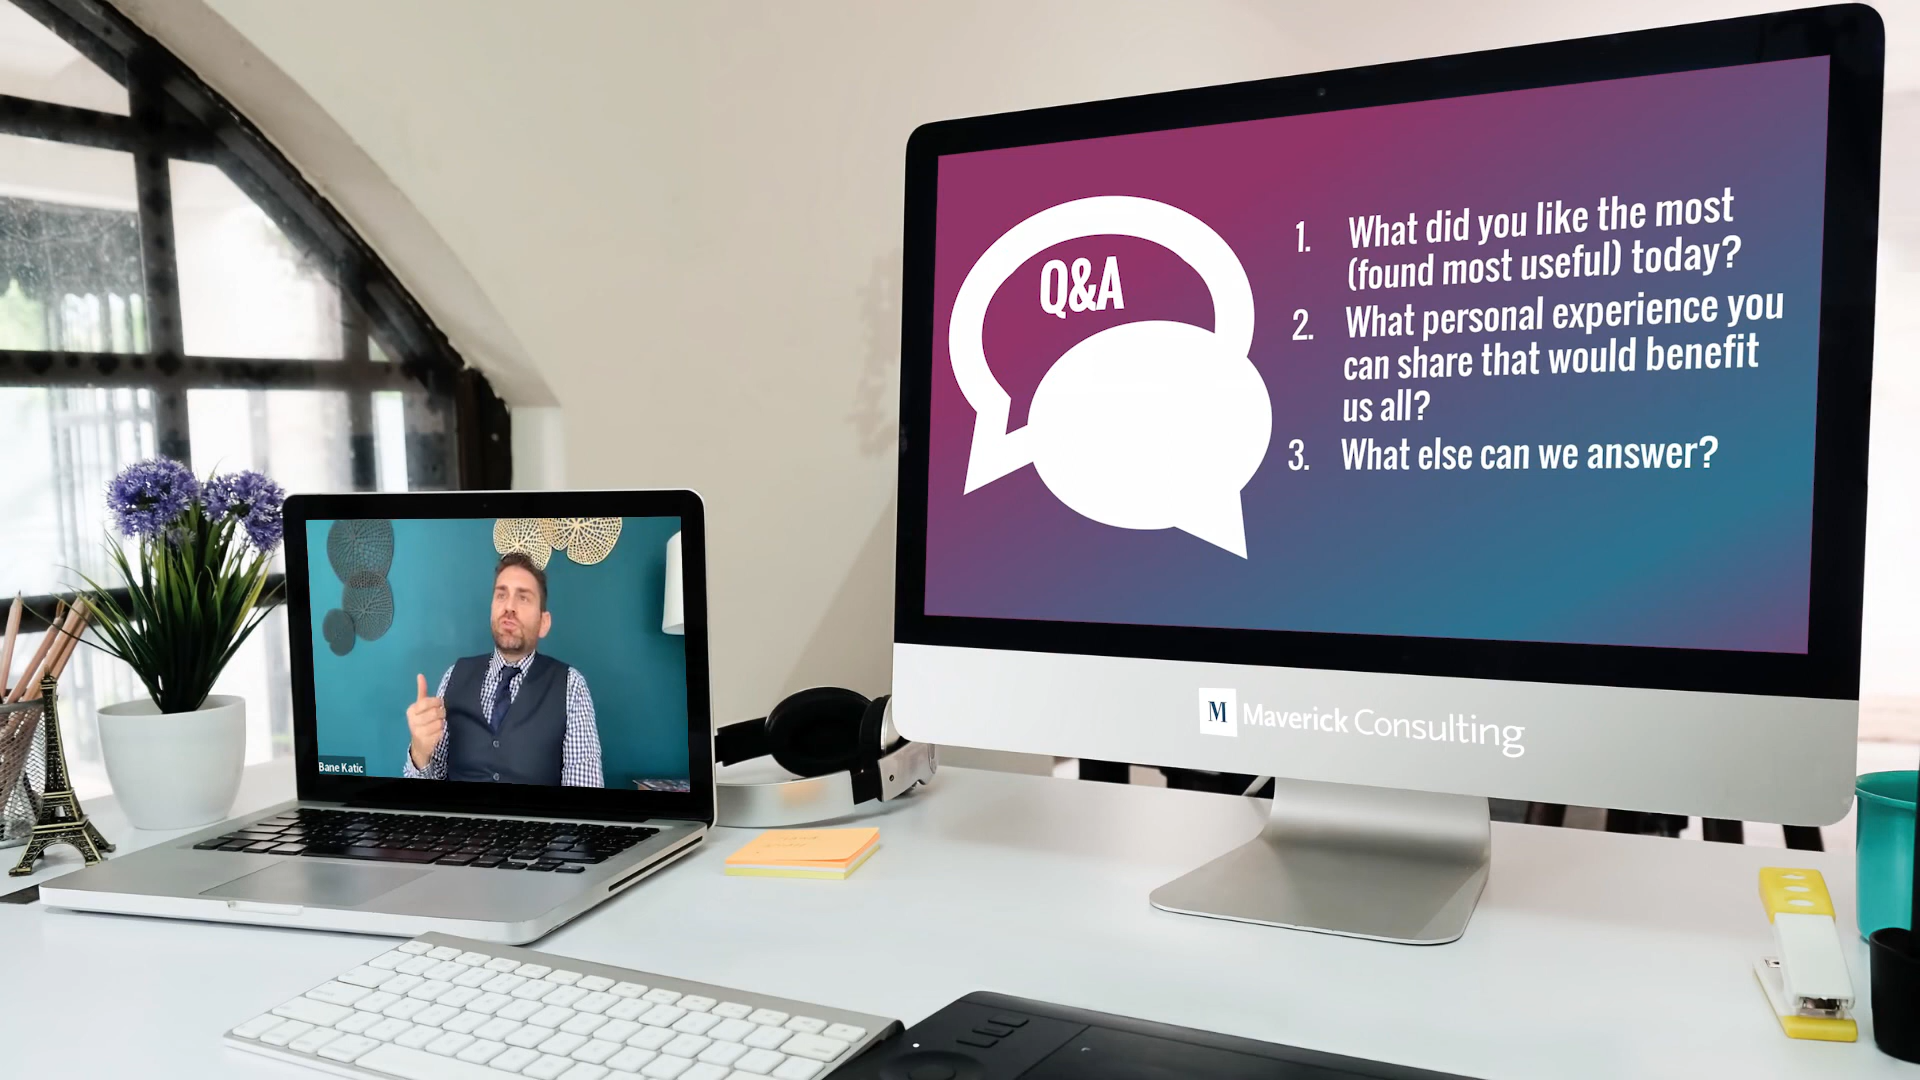 Q&A
1. What did you like the most
(found most useful) today?
2. What personal experience you
can share that would benefit
us all?
3. What else can we answer?
Bane Katic
M Maverick Consulting